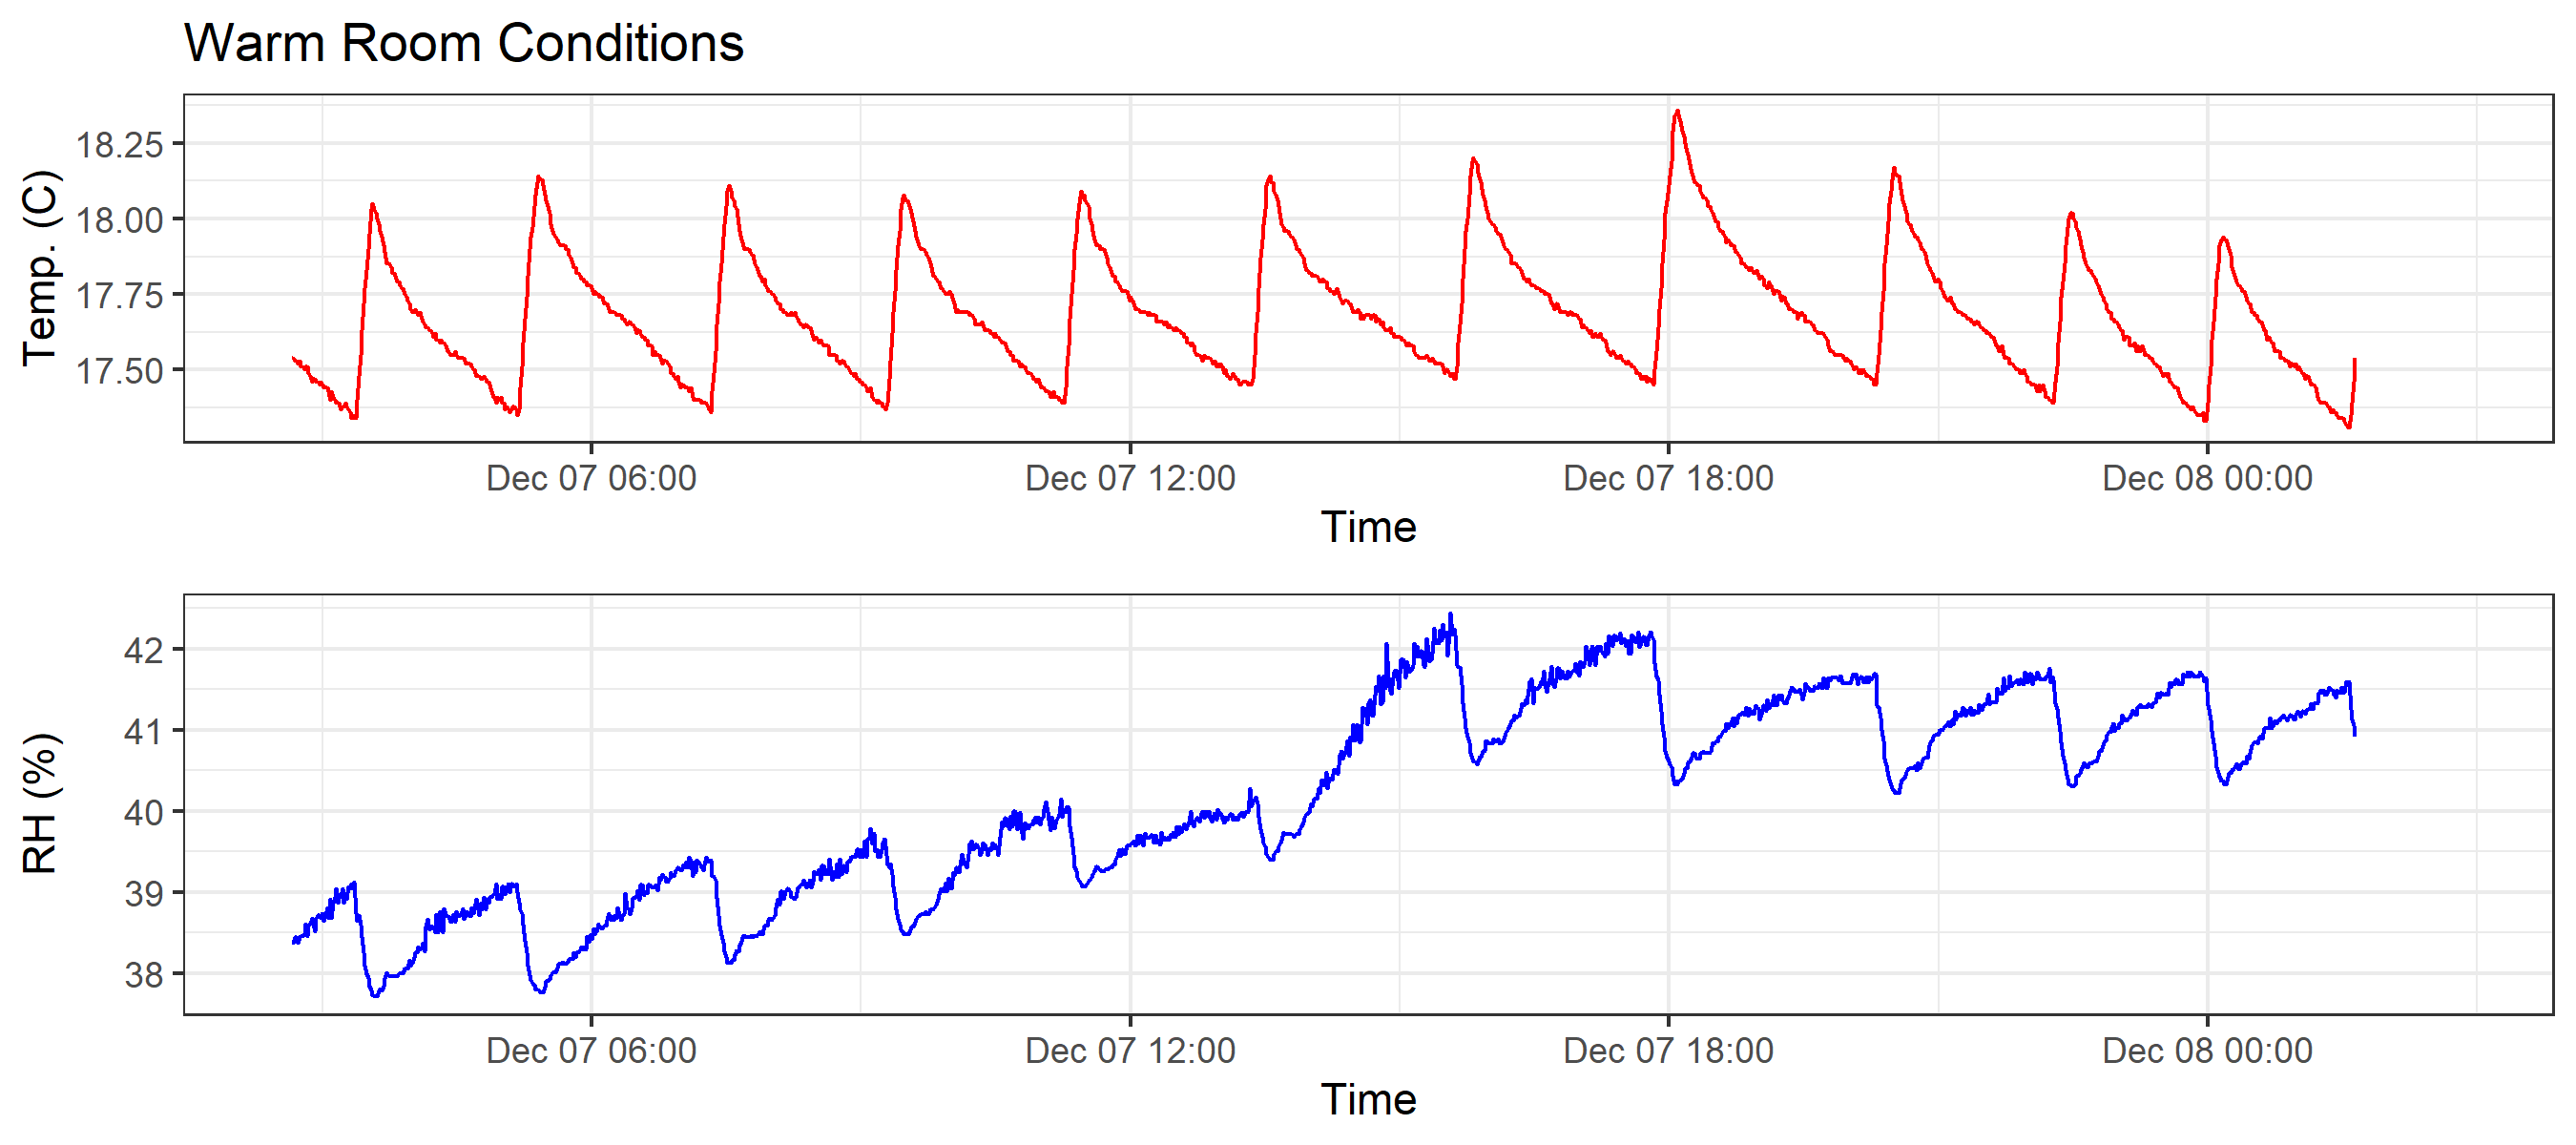 Warm Room Conditions
Temp. (C)
18.25
18.00
17.75
17.50
Dec 07 06:00 Dec 07 12:00 Dec 07 18:00 Dec 08 00:00
Time
RH (%)
42
41
40
39
38
Dec 07 06:00 Dec 07 12:00 Dec 07 18:00 Dec 08 00:00
Time